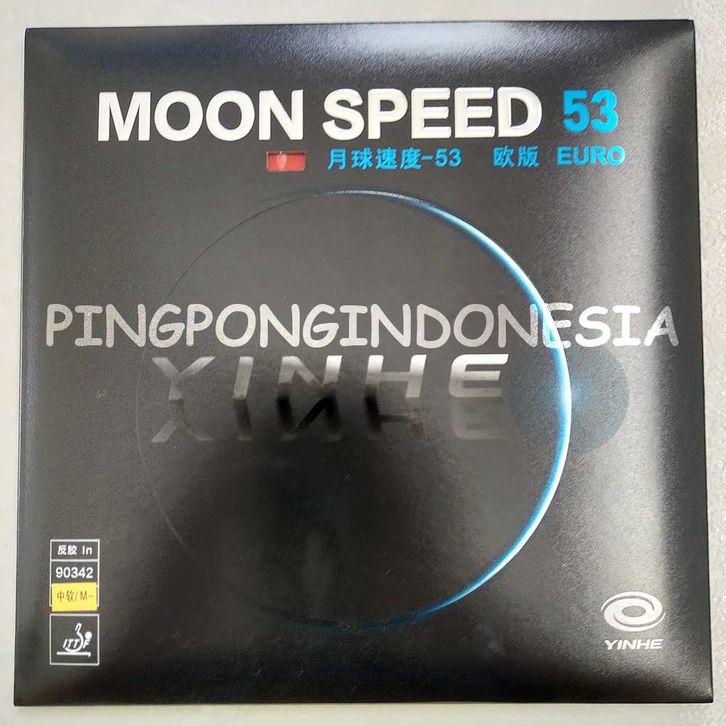 MOON SPEED 53
月球速度-53 欧版 EURO
PINGPONGINDONESIA
YINHE
反胶 In
90342
中软/M-
ITTF
YINHE